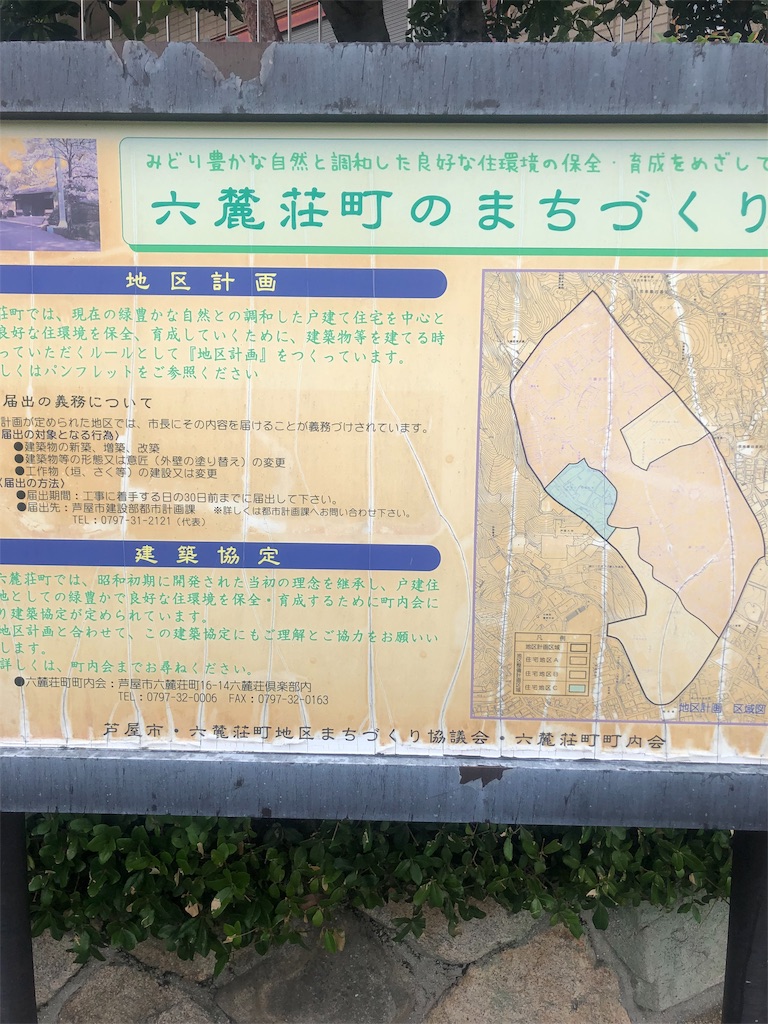 みどり豊かな自然と調和した良好な住環境の保全・育成をめざして
六麓荘町のまちづくり
地区計画
荘町では、現在の緑豊かな自然との調和した戸建て住宅を中心と
良好な住環境を保全、育成していくために、建築物等を建てる時
っていただくルールとして『地区計画』をつくっています。
しくはパンフレットをご参照ください
届出の義務について
計画が定められた地区では、市長にその内容を届けることが義務づけされています。
届出の対象となる行為〉
●建築物の新築、増築、改築
●建築物等の形態又は意匠（外壁の塗り替え）の変更
●工作物（垣、さく等）の建設又は変更
〈届出の方法〉
●届出期間：工事に着手する日の30日前までに届出して下さい。
●届出先：芦屋市建設部都市計画課　※詳しくは都市計画課へお問い合わせ下さい。
TEL：0797-31-2121（代表）
建築協定
六麓荘町では、昭和初期に開発された当初の理念を継承し、戸建住
地としての緑豊かで良好な住環境を保全・育成するために町内会に
り建築協定が定められています。
地区計画と合わせて、この建築協定にもご理解とご協力をお願いい
します。
詳しくは、町内会までお尋ねください。
●六麓荘町町内会：芦屋市六麓荘町16-14六麓荘倶楽部内
TEL：0797-32-0006　FAX：0797-32-0163
凡例
地区計画区域
住宅地区A
住宅地区B
住宅地区C
地区計画　区域図
芦屋市・六麓荘町地区まちづくり協議会・六麓荘町町内会